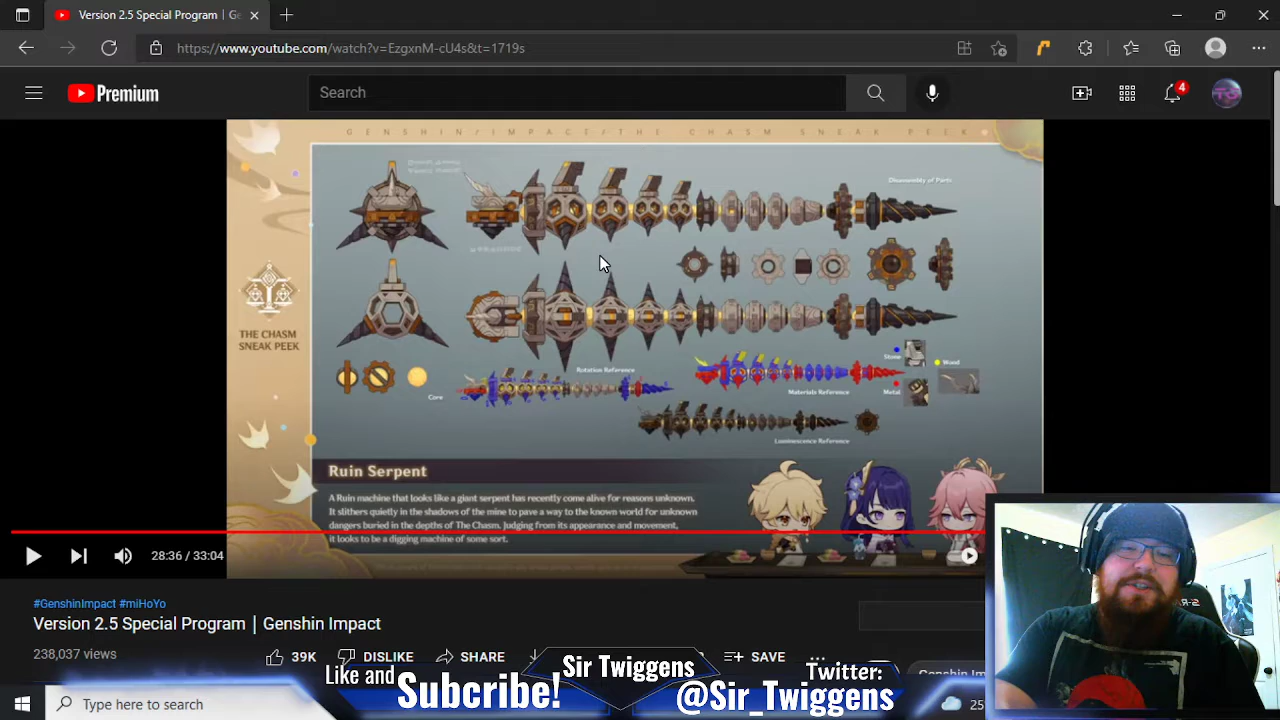 Version 2.5 Special Program | Ge
https://www.youtube.com/watch?v=EzgxnM-cU4s&t=1719s
Premium
Search
4
GENSHIN/IMPACT/THE CHASM SNEAK PEEK
Disassembly of Parts
THE CHASM
SNEAK PEEK
Rotation Reference
Core
Stone
Wood
Metal
Materials Reference
Luminescence Reference
Ruin Serpent
A Ruin machine that looks like a giant serpent has recently come alive for reasons unknown.
It slithers quietly in the shadows of the mine to pave a way to the known world for unknown
dangers buried in the depths of The Chasm. Judging from its appearance and movement,
it looks to be a digging machine of some sort.
28:36 / 33:04
#GenshinImpact #miHoYo
Version 2.5 Special Program | Genshin Impact
238,037 views
39K
DISLIKE
SHARE
SAVE
Like and
Subcribe!
Sir Twiggens
Twitter:
@Sir_Twiggens
Type here to search